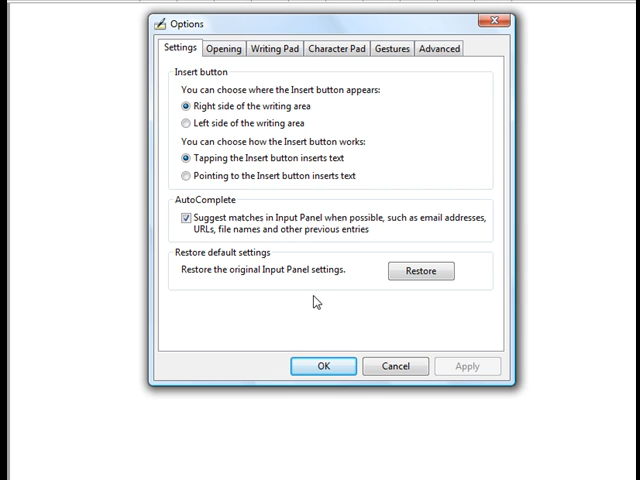 Options
Settings Opening Writing Pad Character Pad Gestures Advanced
Insert button
You can choose where the Insert button appears:
Right side of the writing area
Left side of the writing area
You can choose how the Insert button works:
Tapping the Insert button inserts text
Pointing to the Insert button inserts text
AutoComplete
Suggest matches in Input Panel when possible, such as email addresses,
URLs, file names and other previous entries
Restore default settings
Restore the original Input Panel settings. Restore
OK Cancel Apply